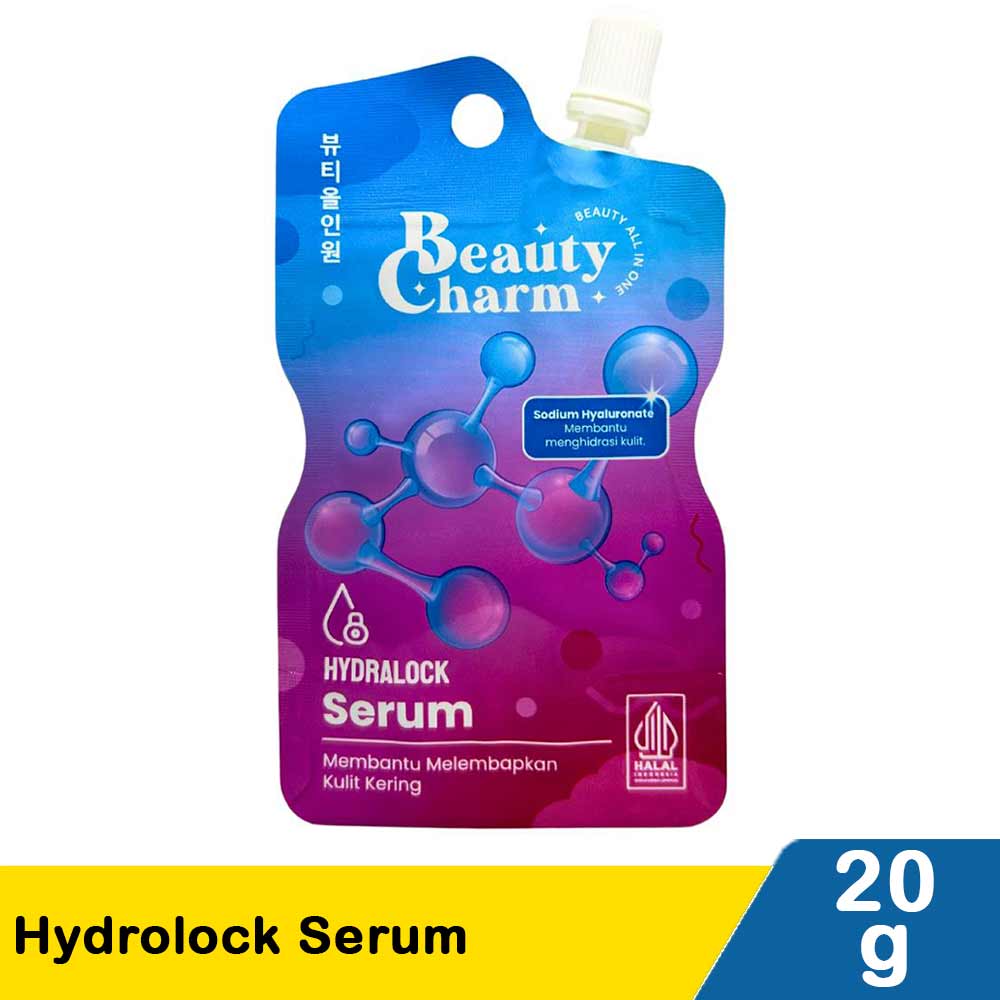 뷰티올인원
Beauty
Charm
BEAUTY ALL IN ONE
Sodium Hyaluronate
Membantu
menghidrasi kulit.
HYDRALOCK
Serum
Membantu Melembapkan
Kulit Kering
HALAL
INDONESIA
Hydrolock Serum
20
g